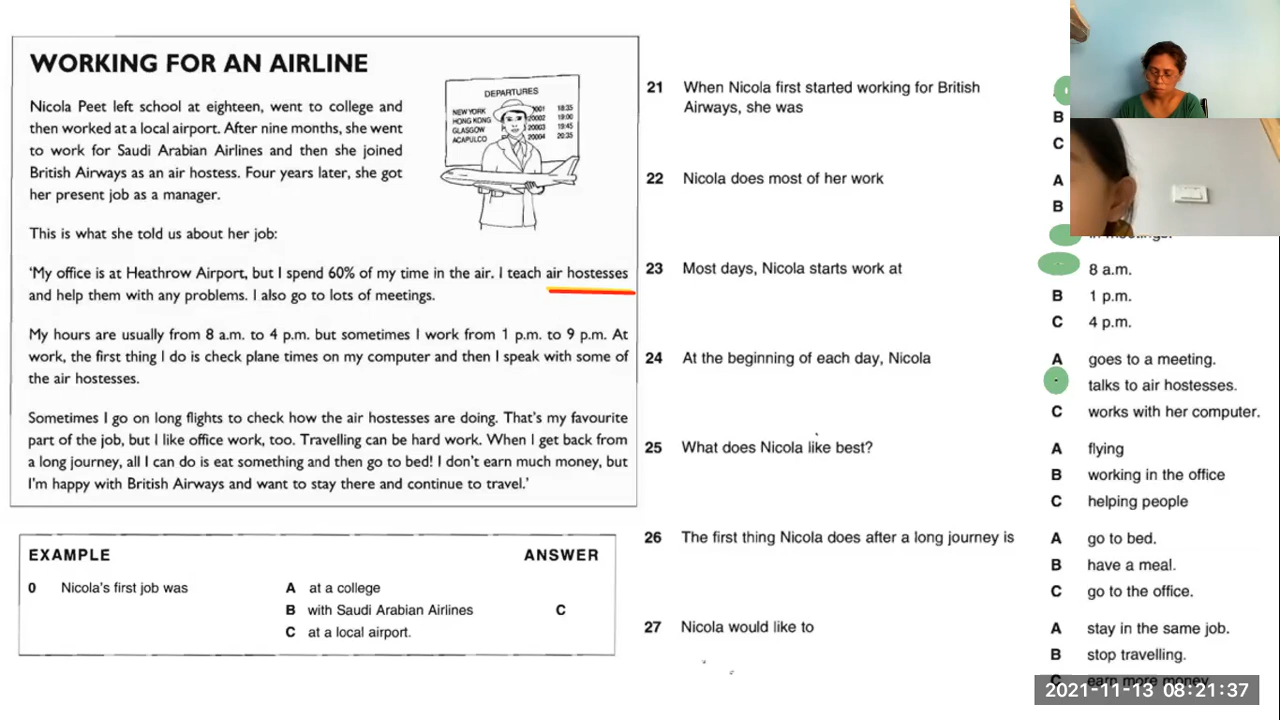 WORKING FOR AN AIRLINE
Nicola Peet left school at eighteen, went to college and
then worked at a local airport. After nine months, she went
to work for Saudi Arabian Airlines and then she joined
British Airways as an air hostess. Four years later, she got
her present job as a manager.
DEPARTURES
NEW YORK 18:35
HONG KONG 20002 19:00
GLASGOW 20003 19:45
ACAPULCO 20004 20:35
This is what she told us about her job:
'My office is at Heathrow Airport, but I spend 60% of my time in the air. I teach air hostesses
and help them with any problems. I also go to lots of meetings.
My hours are usually from 8 a.m. to 4 p.m. but sometimes I work from 1 p.m. to 9 p.m. At
work, the first thing I do is check plane times on my computer and then I speak with some of
the air hostesses.
Sometimes I go on long flights to check how the air hostesses are doing. That's my favourite
part of the job, but I like office work, too. Travelling can be hard work. When I get back from
a long journey, all I can do is eat something and then go to bed! I don't earn much money, but
I'm happy with British Airways and want to stay there and continue to travel.'
EXAMPLE ANSWER
0 Nicola's first job was A at a college
B with Saudi Arabian Airlines C
C at a local airport.
21 When Nicola first started working for British
Airways, she was
B
C
22 Nicola does most of her work A
B
in meetings.
23 Most days, Nicola starts work at 8 a.m.
B 1 p.m.
C 4 p.m.
24 At the beginning of each day, Nicola A goes to a meeting.
talks to air hostesses.
C works with her computer.
25 What does Nicola like best? A flying
B working in the office
C helping people
26 The first thing Nicola does after a long journey is A go to bed.
B have a meal.
C go to the office.
27 Nicola would like to A stay in the same job.
B stop travelling.
C earn more money
2021-11-13 08:21:37